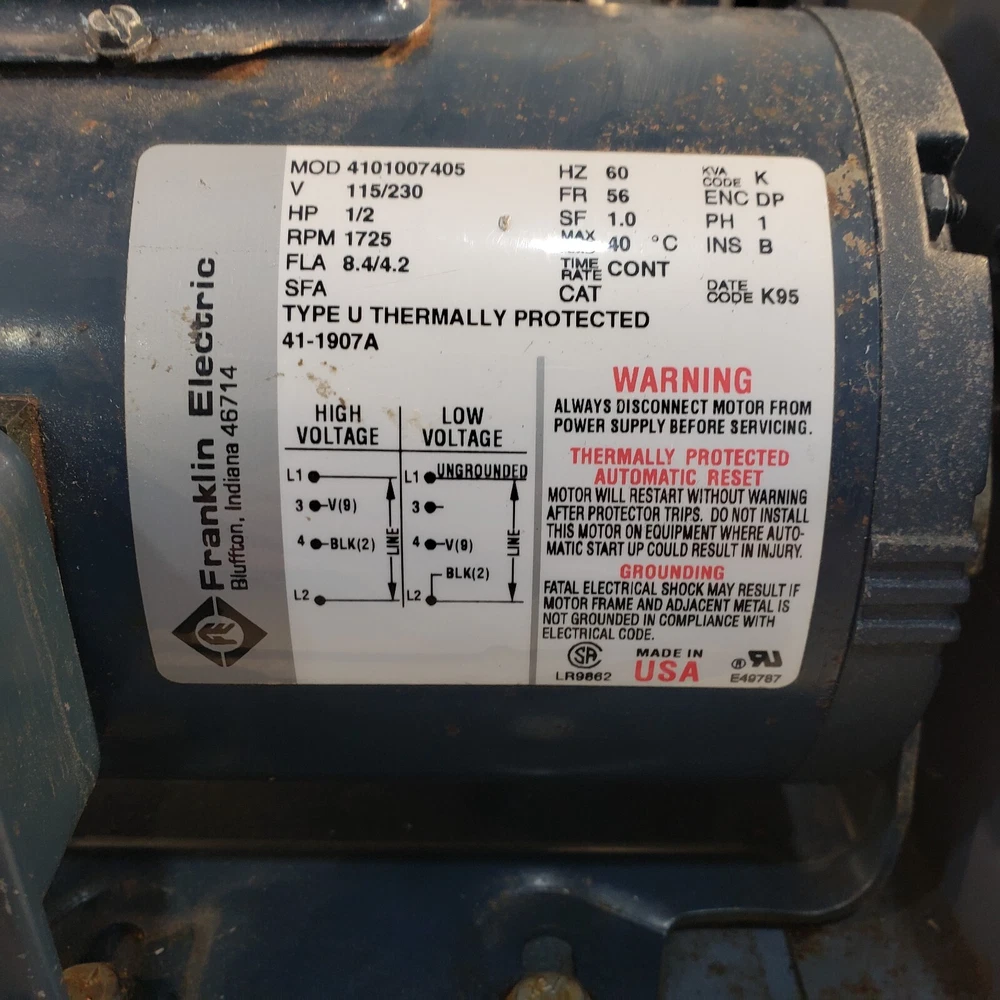 Franklin Electric
Bluffton, Indiana 46714
MOD 4101007405
V 115/230
HP 1/2
RPM 1725
FLA 8.4/4.2
SFA
HZ 60
FR 56
SF 1.0
MAX 40 °C
TIME RATE CONT
CAT
KVA CODE K
ENC DP
PH 1
INS B
DATE CODE K95
TYPE U THERMALLY PROTECTED
41-1907A
HIGH VOLTAGE
L1
3 V(9)
4 BLK(2)
L2
LINE
LOW VOLTAGE
L1 UNGROUNDED
3
4 V(9)
BLK(2)
L2
LINE
WARNING
ALWAYS DISCONNECT MOTOR FROM
POWER SUPPLY BEFORE SERVICING.
THERMALLY PROTECTED
AUTOMATIC RESET
MOTOR WILL RESTART WITHOUT WARNING
AFTER PROTECTOR TRIPS. DO NOT INSTALL
THIS MOTOR ON EQUIPMENT WHERE AUTO-
MATIC START UP COULD RESULT IN INJURY.
GROUNDING
FATAL ELECTRICAL SHOCK MAY RESULT IF
MOTOR FRAME AND ADJACENT METAL IS
NOT GROUNDED IN COMPLIANCE WITH
ELECTRICAL CODE.
SA
LR9862
MADE IN
USA
® RU
E49787